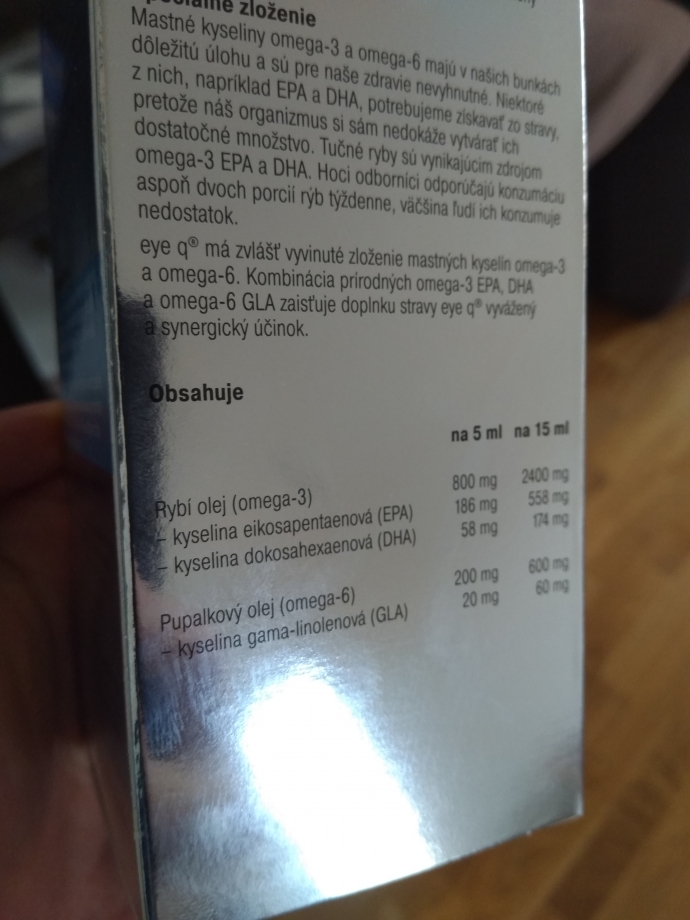 zloženie
Mastné kyseliny omega-3 a omega-6 majú v našich bunkách
dôležitú úlohu a sú pre naše zdravie nevyhnutné. Niektoré
z nich, napríklad EPA a DHA, potrebujeme získavať zo stravy,
pretože náš organizmus si sám nedokáže vytvárať ich
dostatočné množstvo. Tučné ryby sú vynikajúcim zdrojom
omega-3 EPA a DHA. Hoci odborníci odporúčajú konzumáciu
aspoň dvoch porcií rýb týždenne, väčšina ľudí ich konzumuje
nedostatok.
eye q® má zvlášť vyvinuté zloženie mastných kyselín omega-3
a omega-6. Kombinácia prírodných omega-3 EPA, DHA
a omega-6 GLA zaisťuje doplnku stravy eye q® vyvážený
a synergický účinok.
Obsahuje
na 5 ml na 15 ml
Rybí olej (omega-3) 800 mg 2400 mg
– kyselina eikosapentaenová (EPA) 186 mg 558 mg
– kyselina dokosahexaenová (DHA) 58 mg 174 mg
Pupalkový olej (omega-6) 200 mg 600 mg
– kyselina gama-linolenová (GLA) 20 mg 60 mg